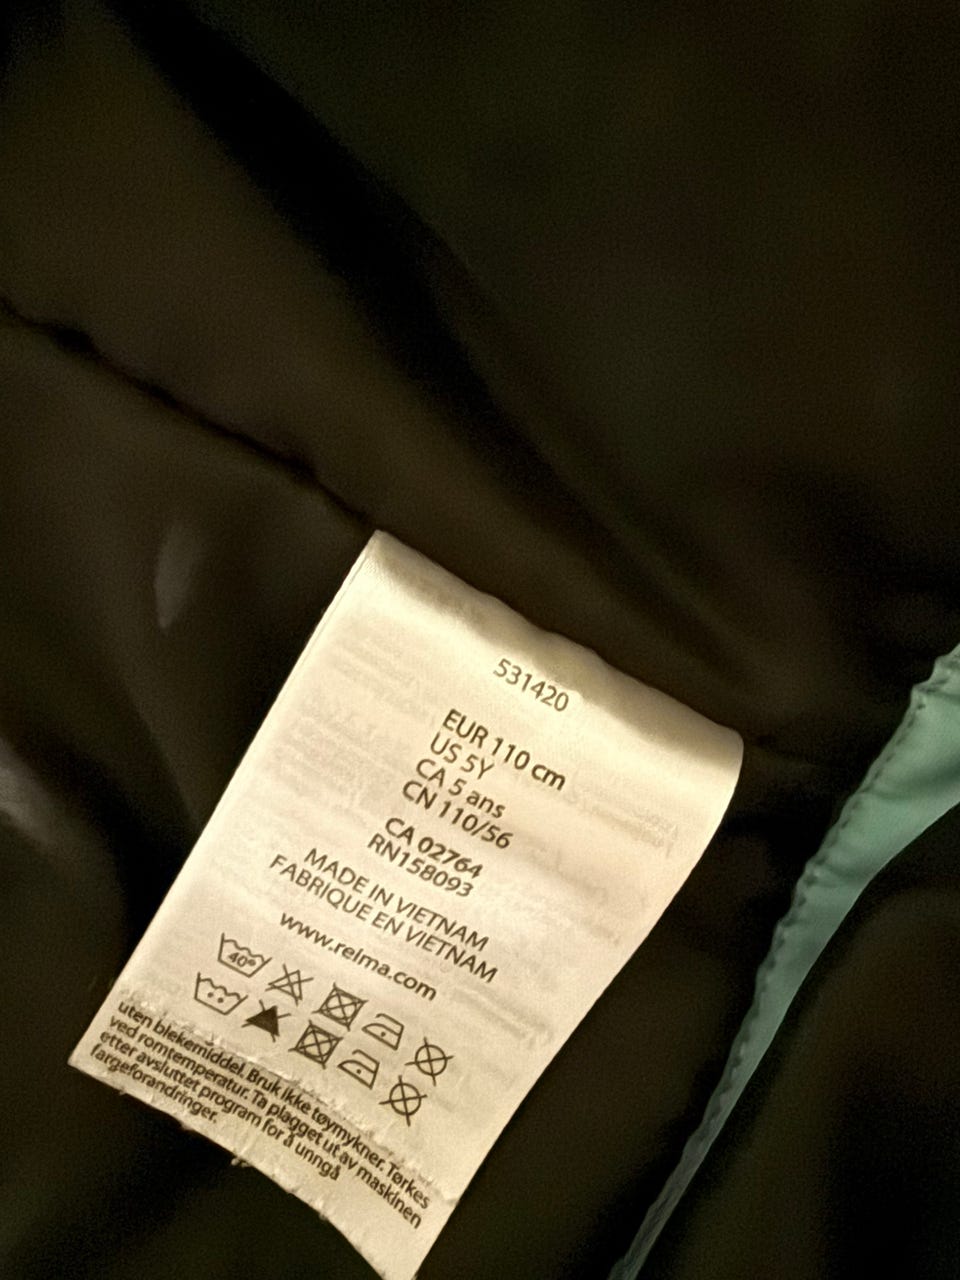 531420
EUR 110 cm
US 5Y
CA 5 ans
CN 110/56
CA 02764
RN158093
MADE IN VIETNAM
FABRIQUE EN VIETNAM
www.reima.com
40°
uten blekemiddel. Bruk ikke tøymykner. Tørkes
ved romtemperatur. Ta plagget ut av maskinen
etter avsluttet program for å unngå
fargeforandringer.